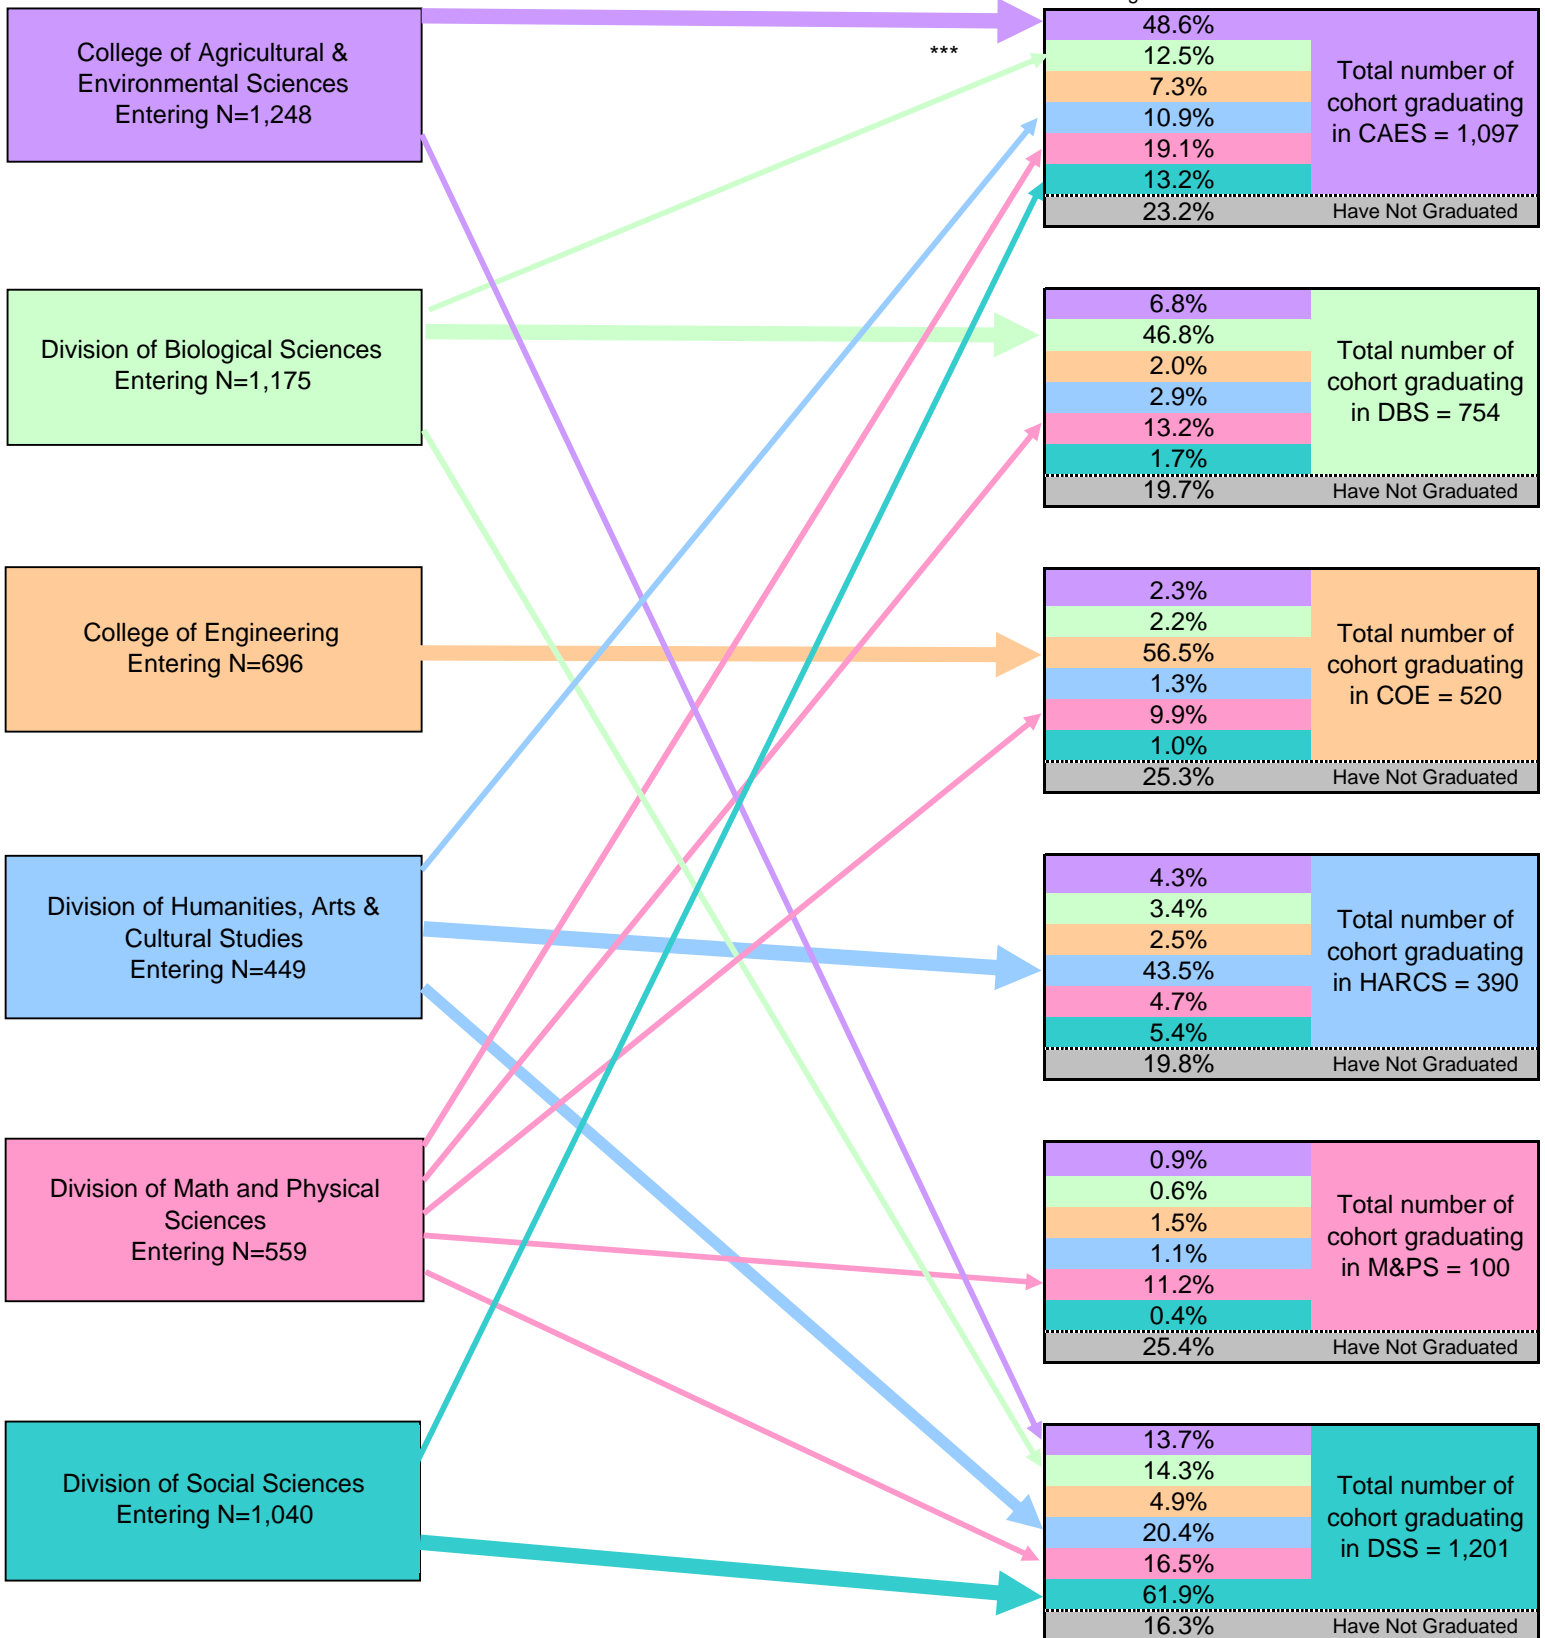 College of Agricultural &
Environmental Sciences
Entering N=1,248
***
48.6%
12.5%
7.3%
10.9%
19.1%
13.2%
23.2%
Total number of
cohort graduating
in CAES = 1,097
Have Not Graduated
Division of Biological Sciences
Entering N=1,175
6.8%
46.8%
2.0%
2.9%
13.2%
1.7%
19.7%
Total number of
cohort graduating
in DBS = 754
Have Not Graduated
College of Engineering
Entering N=696
2.3%
2.2%
56.5%
1.3%
9.9%
1.0%
25.3%
Total number of
cohort graduating
in COE = 520
Have Not Graduated
Division of Humanities, Arts &
Cultural Studies
Entering N=449
4.3%
3.4%
2.5%
43.5%
4.7%
5.4%
19.8%
Total number of
cohort graduating
in HARCS = 390
Have Not Graduated
Division of Math and Physical
Sciences
Entering N=559
0.9%
0.6%
1.5%
1.1%
11.2%
0.4%
25.4%
Total number of
cohort graduating
in M&PS = 100
Have Not Graduated
Division of Social Sciences
Entering N=1,040
13.7%
14.3%
4.9%
20.4%
16.5%
61.9%
16.3%
Total number of
cohort graduating
in DSS = 1,201
Have Not Graduated